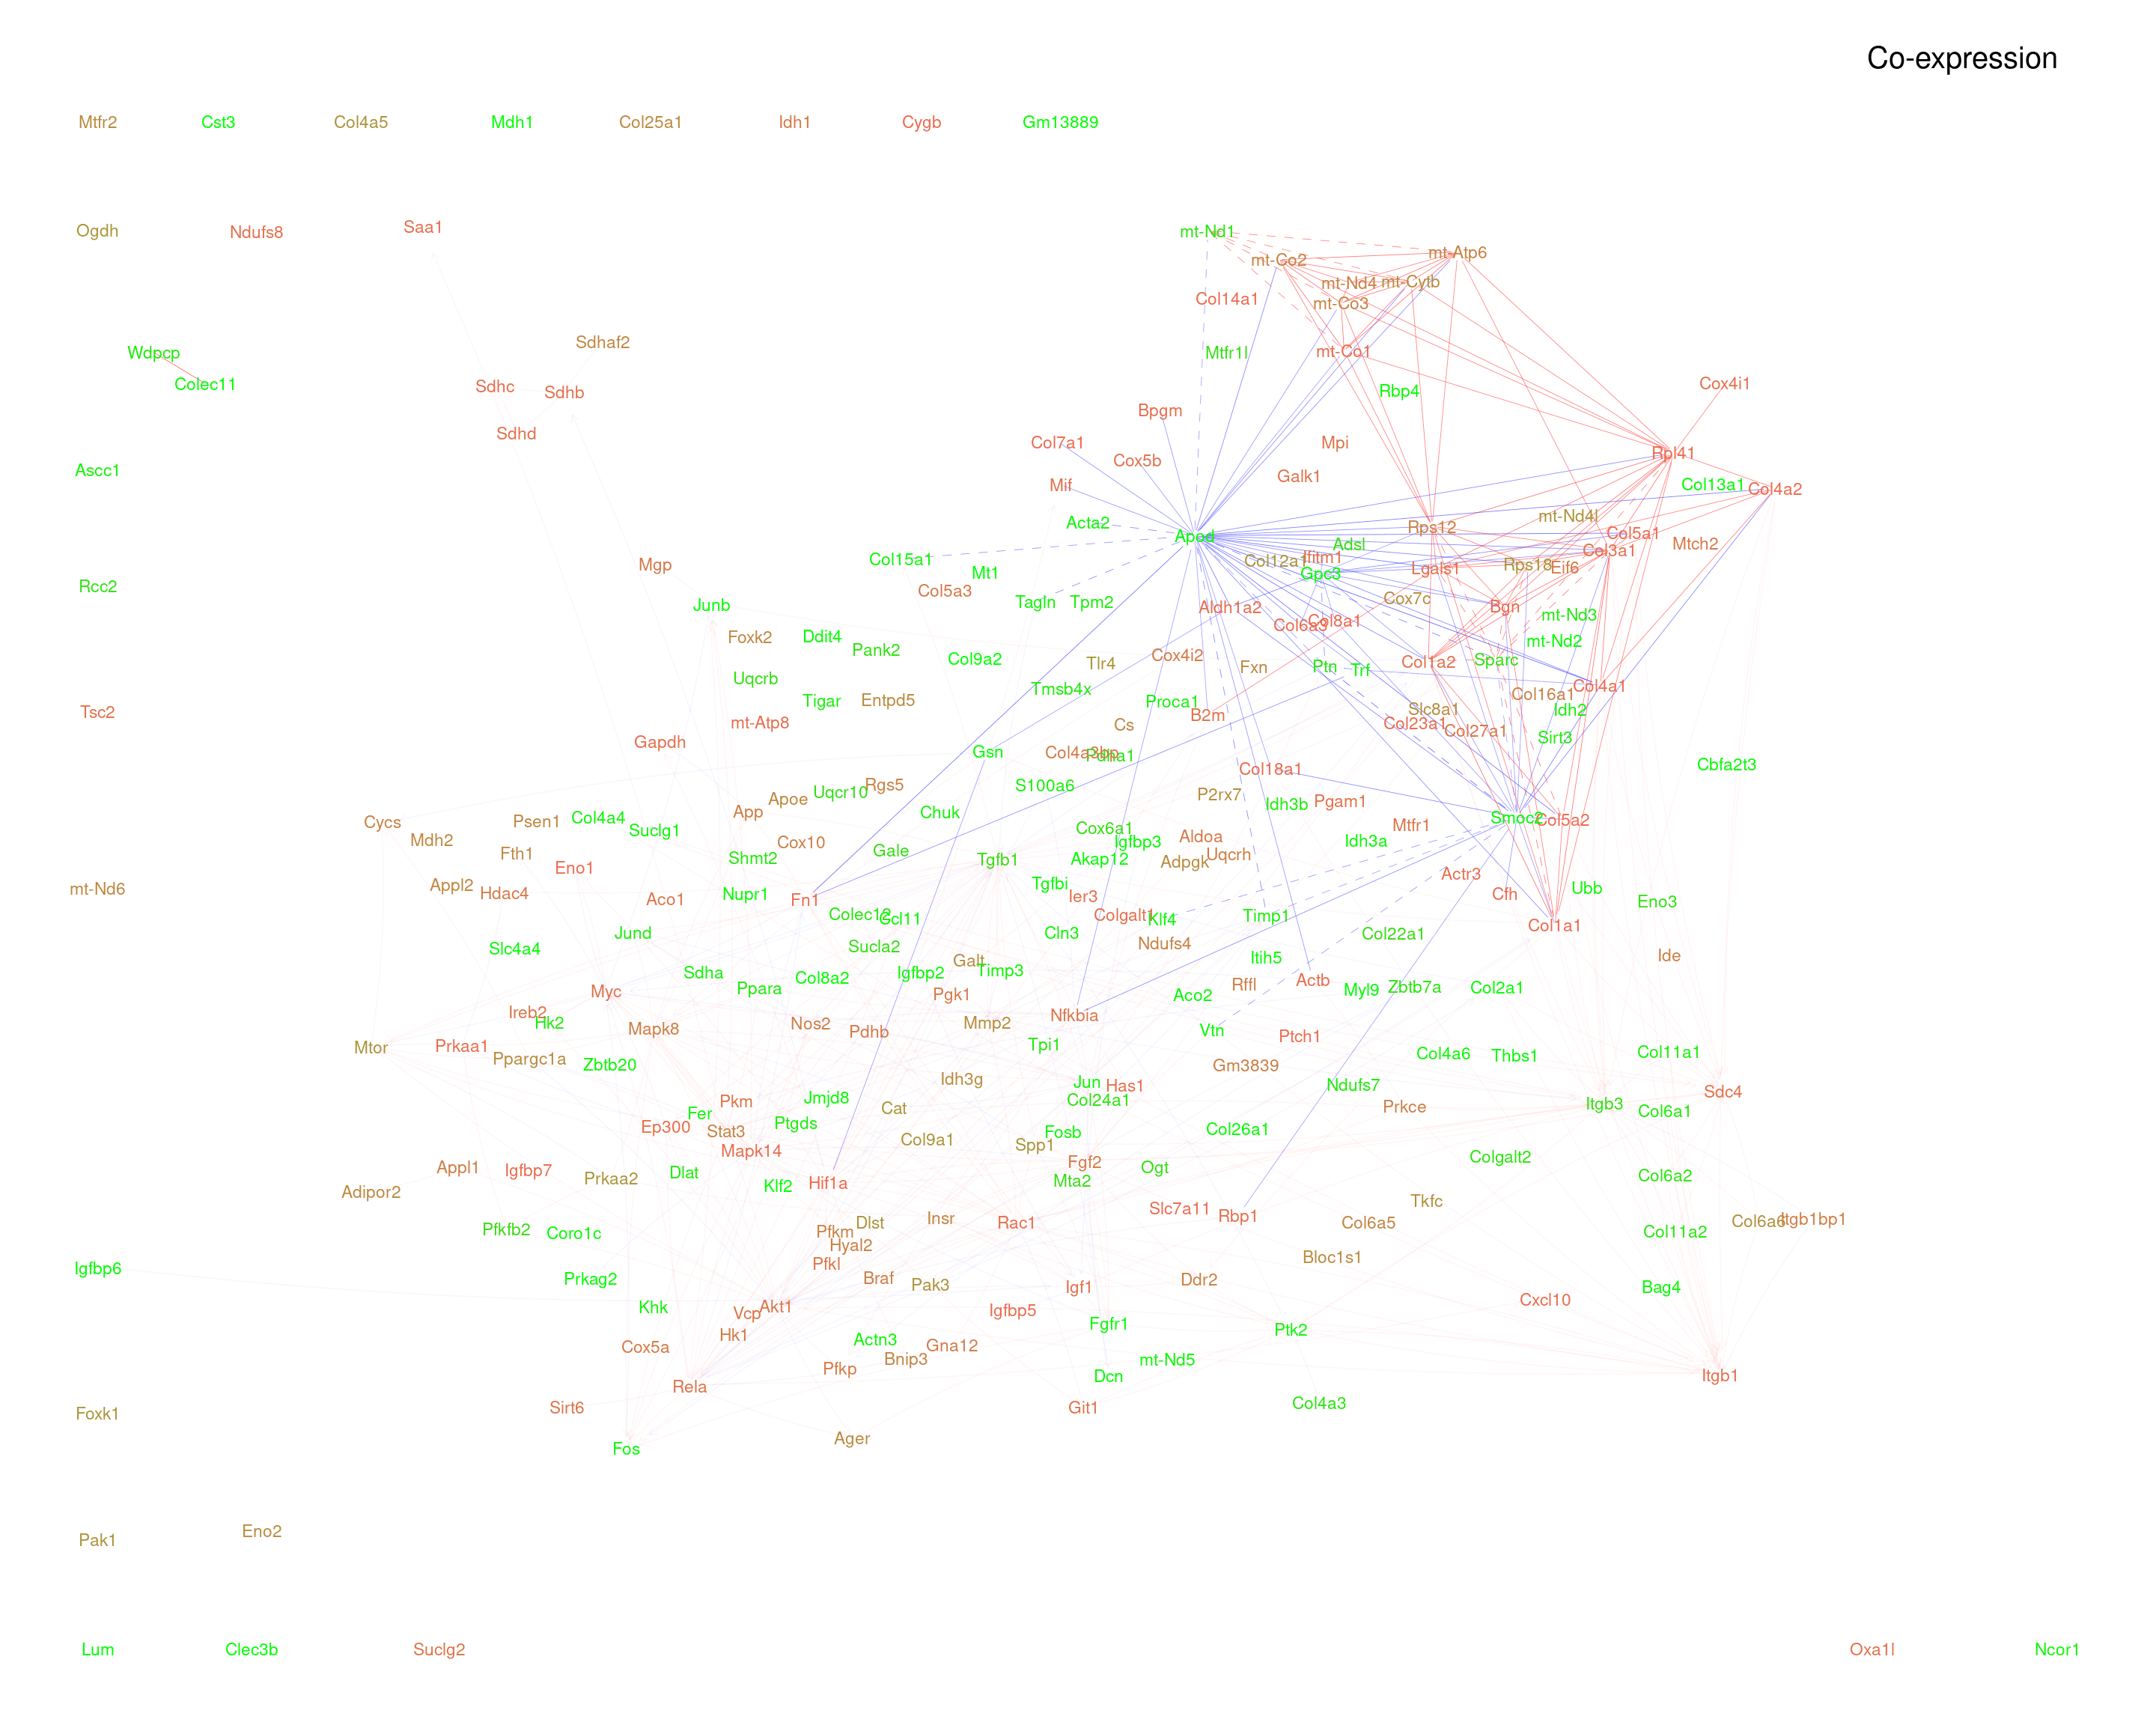 Co-expression
Mtfr2 Cst3 Col4a5 Mdh1 Col25a1 Idh1 Cygb Gm13889
Ogdh Ndufs8 Saa1 mt-Nd1
mt-Co2 mt-Atp6
mt-Nd4 mt-Cytb
Col14a1 mt-Co3
Wdpcp Sdhaf2 Mtfr1l mt-Co1
Colec11 Sdhc Sdhb Rbp4 Cox4i1
Sdhd Bpgm
Col7a1 Mpi
Ascc1 Cox5b Galk1 Rpl41
Mif Col13a1 Col4a2
Acta2 Rps12 mt-Nd4l
Apod Adsl Col5a1 Mtch2
Col15a1 Col12a1 Ifitm1 Col3a1
Mgp Mt1 Gpc3 Lgals1 Rps18 Eif6
Rcc2 Col5a3
Junb Tagln Tpm2 Aldh1a2 Cox7c Bgn mt-Nd3
Foxk2 Ddit4 Pank2 Col6a3 Col8a1 mt-Nd2
Col9a2 Tlr4 Cox4i2 Fxn Ptn Trf Col1a2 Sparc
Uqcrb Tmsb4x Col16a1 Col4a1
Tsc2 Tigar Entpd5 Proca1 Slc8a1 Idh2
mt-Atp8 Cs B2m Col23a1 Col27a1
Gapdh Gsn Col4a3bp Pdha1 Sirt3
Col18a1 Cbfa2t3
Apoe Uqcr10 Rgs5 S100a6 P2rx7 Idh3b Pgam1
Cycs Psen1 Col4a4 Suclg1 App Chuk Cox6a1 Mtfr1 Smoc2 Col5a2
Mdh2 Cox10 Igfbp3 Aldoa Idh3a
Fth1 Shmt2 Gale Tgfb1 Akap12 Adpgk Uqcrh
Appl2 Eno1 Tgfbi Actr3
mt-Nd6 Hdac4 Aco1 Nupr1 Fn1 Ier3 Cfh Ubb Eno3
Jund Colec12 Ccl11 Cln3 Colgalt1 Klf4 Timp1 Col22a1 Col1a1
Slc4a4 Sucla2 Ndufs4 Itih5 Ide
Sdha Col8a2 Igfbp2 Galt Timp3 Rffl Actb
Myc Ppara Pgk1 Aco2 Myl9 Zbtb7a Col2a1
Ireb2 Hk2 Mapk8 Nos2 Pdhb Mmp2 Nfkbia Vtn Ptch1
Mtor Prkaa1 Ppargc1a Tpi1 Col4a6 Thbs1 Col11a1
Zbtb20 Idh3g Gm3839
Jun Has1 Ndufs7 Sdc4
Fer Pkm Jmjd8 Cat Col24a1 Prkce Itgb3 Col6a1
Ep300 Stat3 Ptgds Col9a1 Spp1 Fosb Col26a1
Mapk14 Colgalt2
Appl1 Igfbp7 Prkaa2 Dlat Klf2 Hif1a Fgf2 Ogt Col6a2
Adipor2 Mta2 Tkfc
Pfkfb2 Coro1c Pfkm Dlst Insr Rac1 Slc7a11 Rbp1 Col6a5 Col11a2 Col6a6 Itgb1bp1
Hyal2 Bloc1s1
Igfbp6 Prkag2 Pfkl Braf Pak3 Igf1 Ddr2 Bag4
Khk Vcp Akt1 Igfbp5 Cxcl10
Cox5a Hk1 Actn3 Gna12 Fgfr1 Ptk2
Pfkp Bnip3 Dcn mt-Nd5 Itgb1
Rela
Foxk1 Sirt6 Git1 Col4a3
Fos Ager
Pak1 Eno2
Lum Clec3b Suclg2 Oxa1l Ncor1